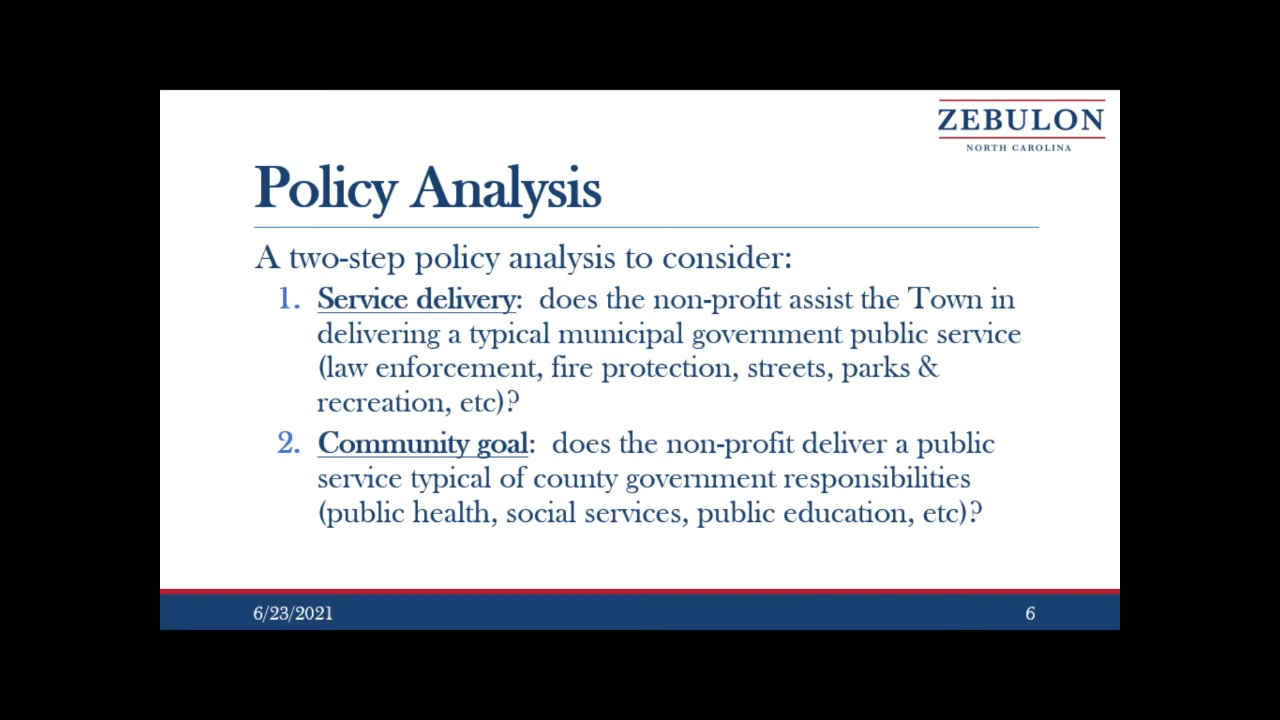 ZEBULON
NORTH CAROLINA
Policy Analysis
A two-step policy analysis to consider:
1. Service delivery:  does the non-profit assist the Town in
delivering a typical municipal government public service
(law enforcement, fire protection, streets, parks &
recreation, etc)?
2. Community goal:  does the non-profit deliver a public
service typical of county government responsibilities
(public health, social services, public education, etc)?
6/23/2021
6